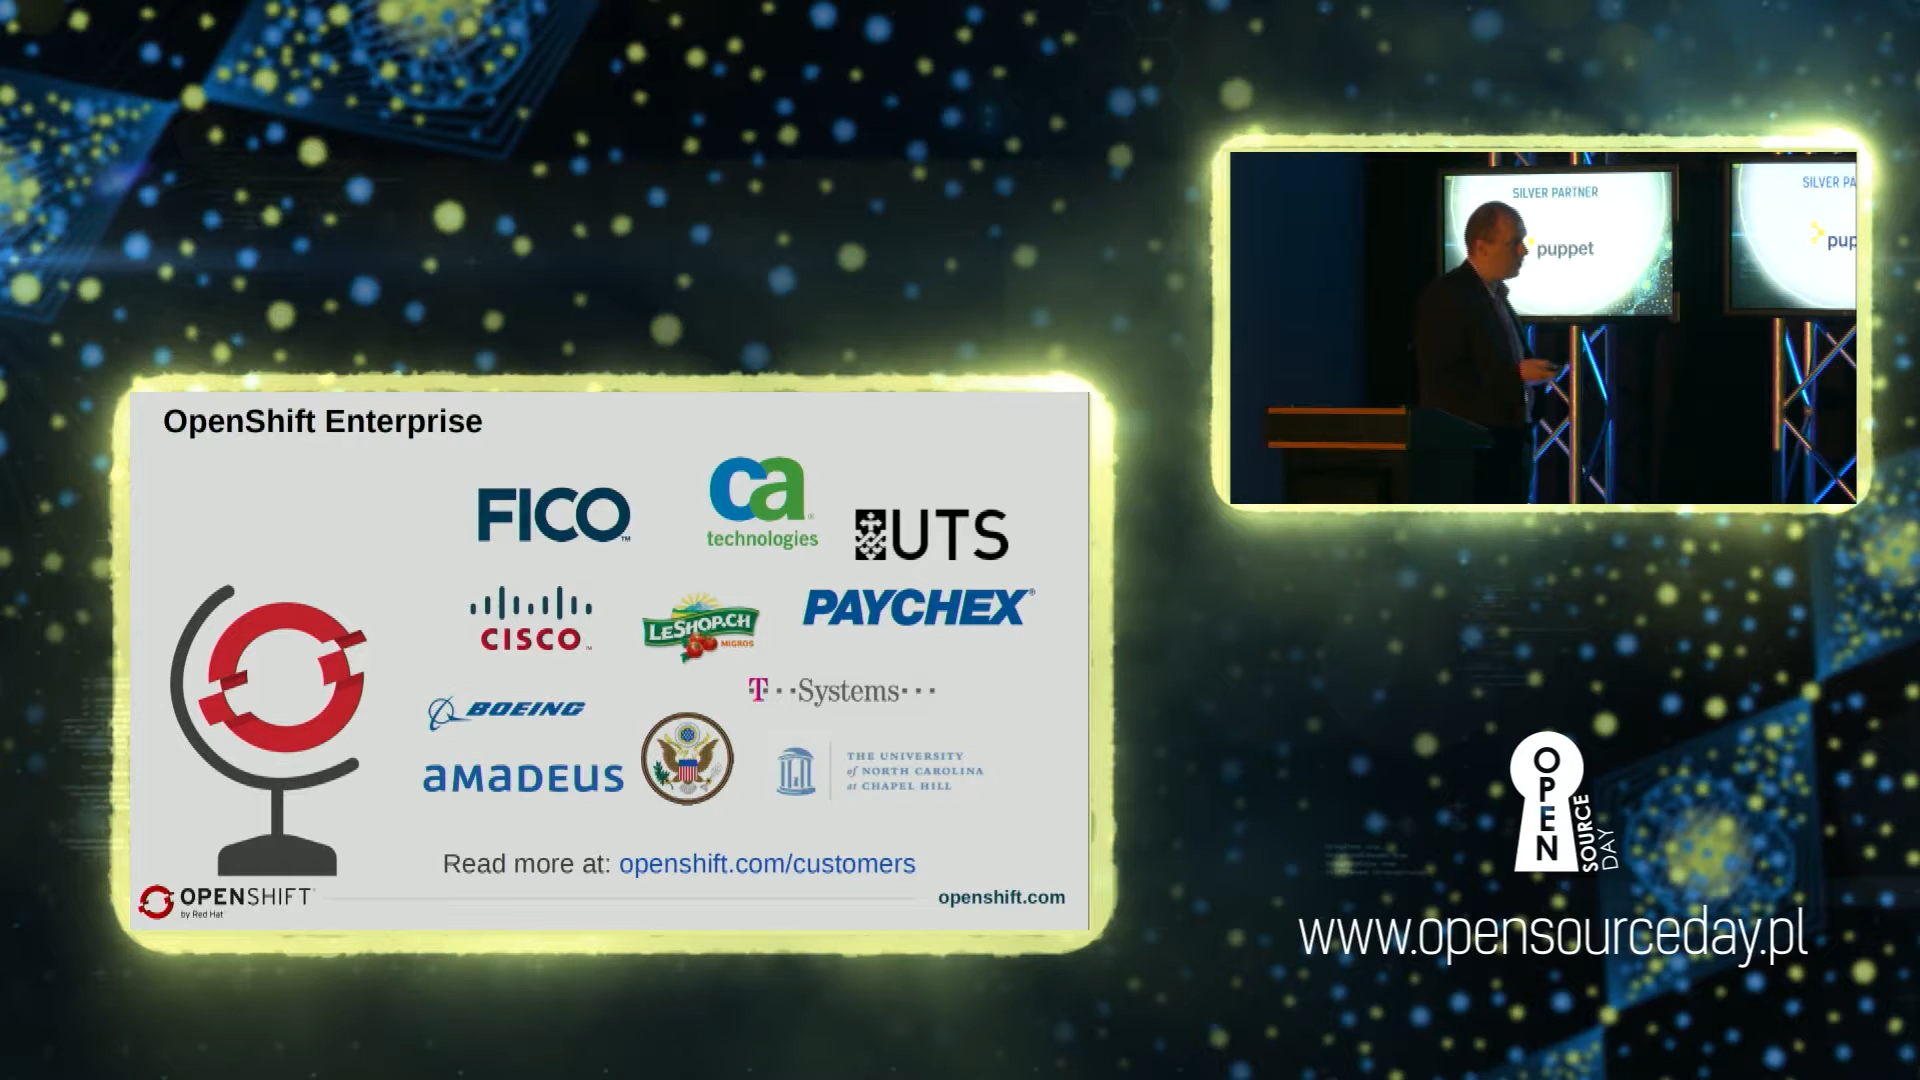 OpenShift Enterprise
FICO™
ca®
technologies
UTS
CISCO™
LESHOP.CH
MIGROS
PAYCHEX®
T··Systems···
BOEING
aMaDEUS
THE UNIVERSITY
of NORTH CAROLINA
at CHAPEL HILL
Read more at: openshift.com/customers
OPENSHIFT
by Red Hat
openshift.com
SILVER PARTNER
puppet
SILVER PA
pup
OPEN
SOURCE
DAY
www.opensourceday.pl